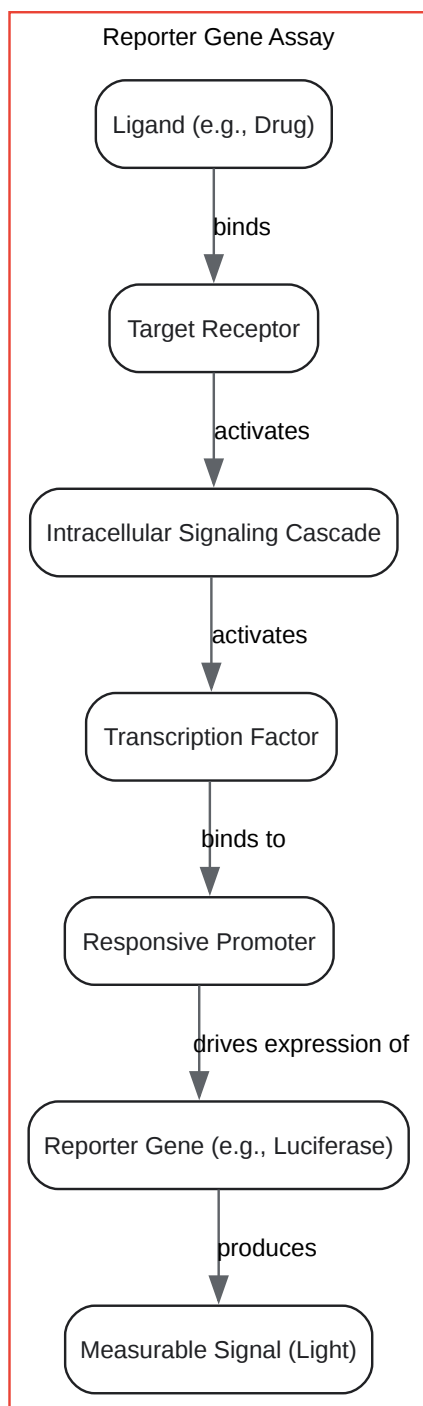 Reporter Gene Assay
Ligand (e.g., Drug)
binds
Target Receptor
activates
Intracellular Signaling Cascade
activates
Transcription Factor
binds to
Responsive Promoter
drives expression of
Reporter Gene (e.g., Luciferase)
produces
Measurable Signal (Light)